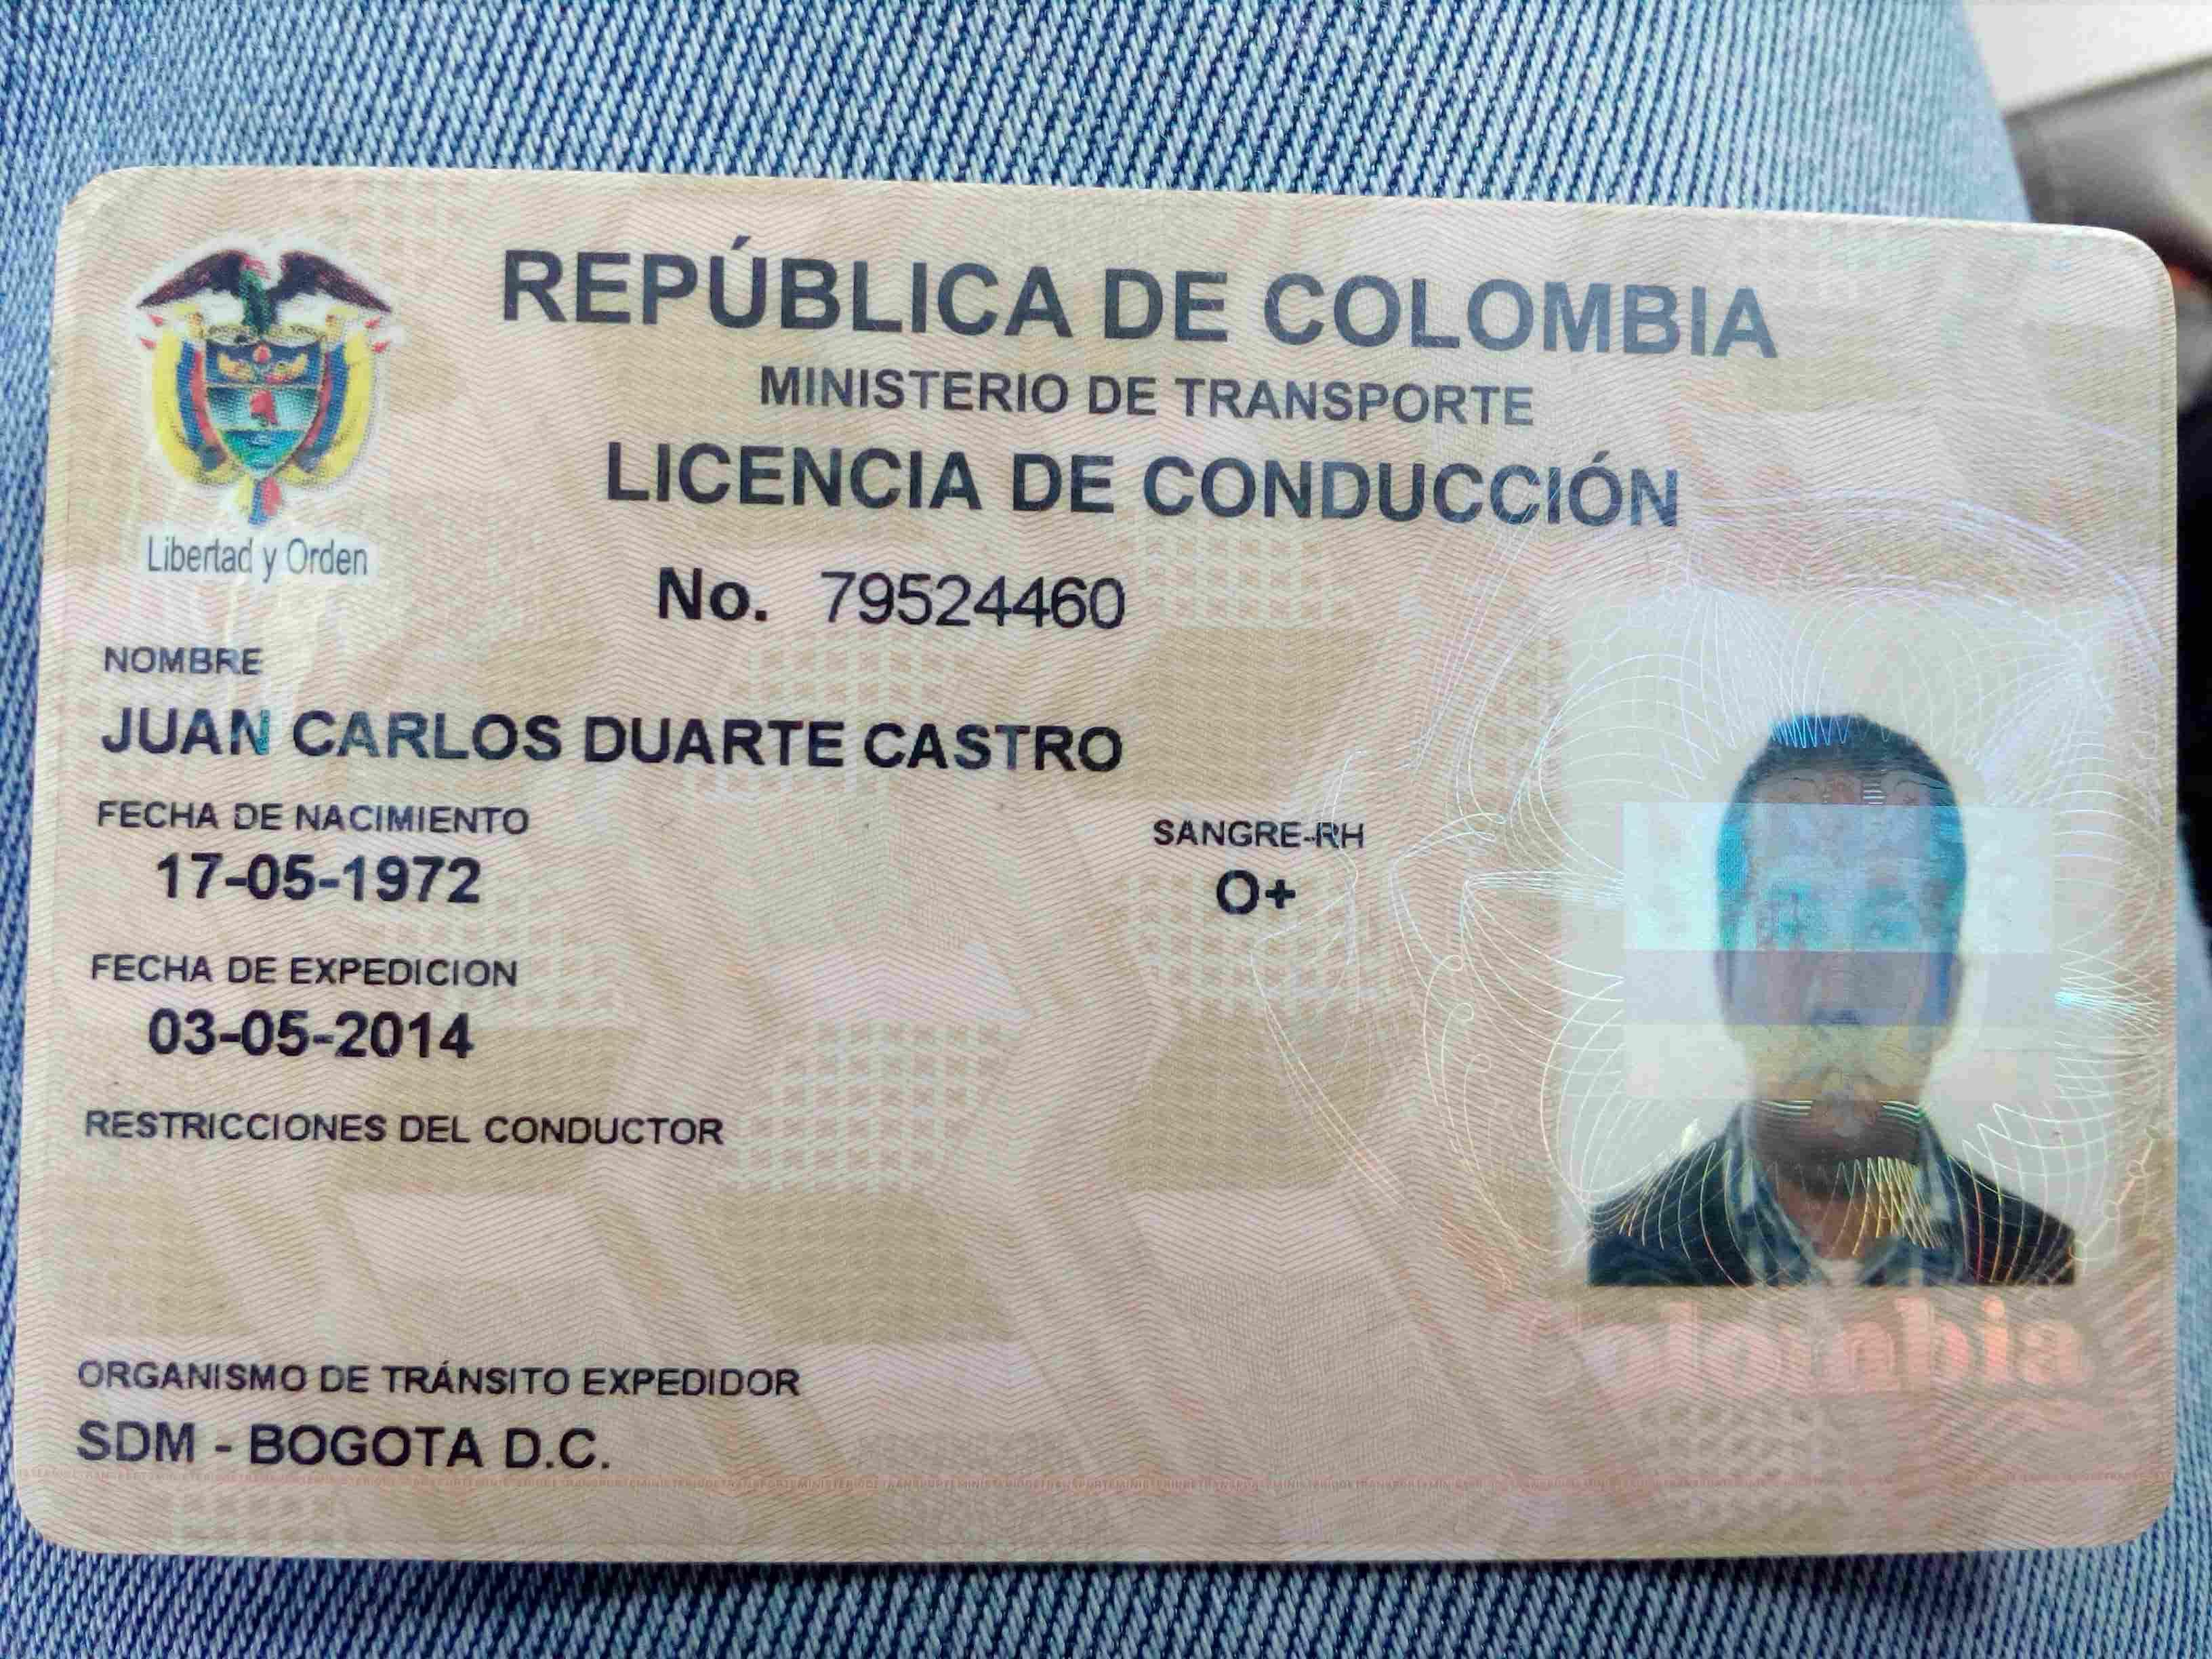 REPÚBLICA DE COLOMBIA
MINISTERIO DE TRANSPORTE
LICENCIA DE CONDUCCIÓN
Libertad y Orden
No. 79524460
NOMBRE
JUAN CARLOS DUARTE CASTRO
FECHA DE NACIMIENTO
17-05-1972
SANGRE-RH
O+
FECHA DE EXPEDICION
03-05-2014
RESTRICCIONES DEL CONDUCTOR
Colombia
ORGANISMO DE TRÁNSITO EXPEDIDOR
SDM - BOGOTA D.C.